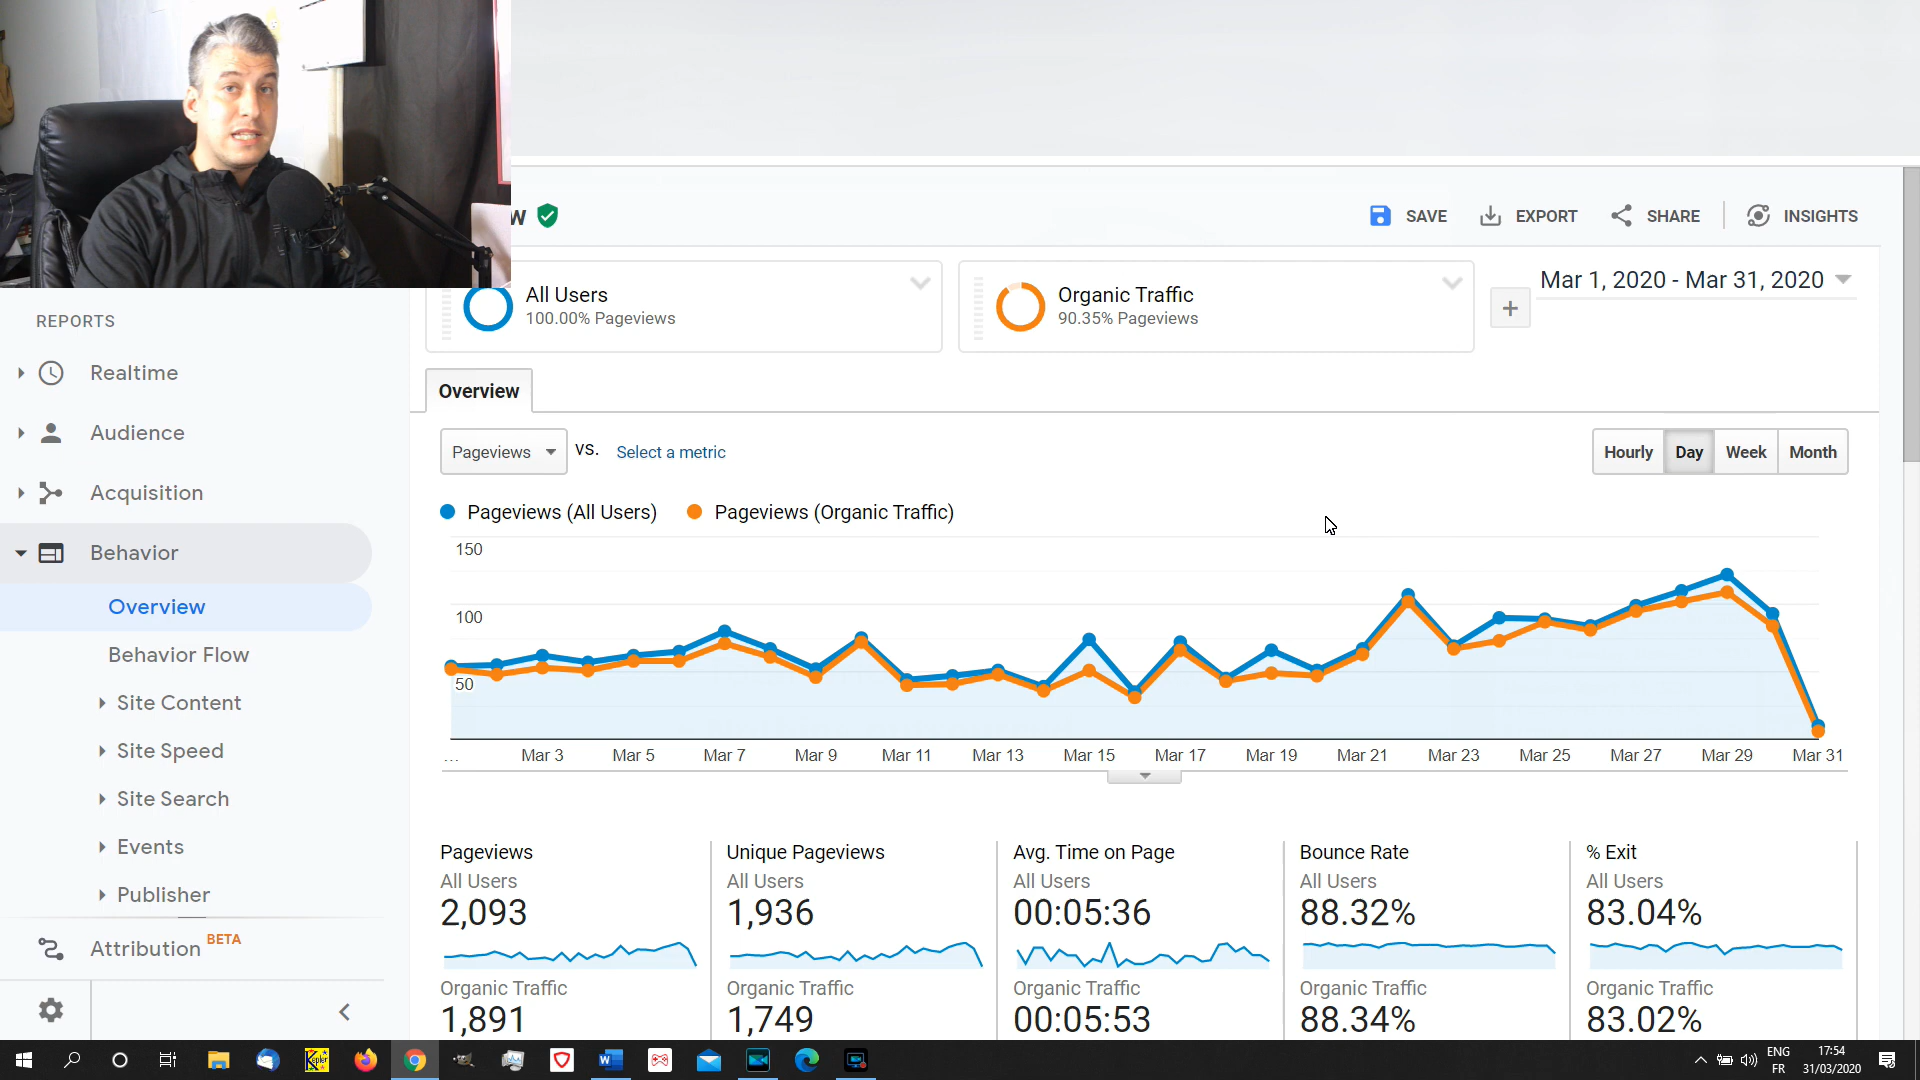 w
SAVE
EXPORT
SHARE
INSIGHTS
All Users
100.00% Pageviews
Organic Traffic
90.35% Pageviews
+
Mar 1, 2020 - Mar 31, 2020
REPORTS
Realtime
Audience
Acquisition
Behavior
Overview
Behavior Flow
Site Content
Site Speed
Site Search
Events
Publisher
Attribution BETA
Overview
Pageviews
VS.
Select a metric
Hourly
Day
Week
Month
Pageviews (All Users)
Pageviews (Organic Traffic)
150
100
50
...
Mar 3
Mar 5
Mar 7
Mar 9
Mar 11
Mar 13
Mar 15
Mar 17
Mar 19
Mar 21
Mar 23
Mar 25
Mar 27
Mar 29
Mar 31
Pageviews
All Users
2,093
Organic Traffic
1,891
Unique Pageviews
All Users
1,936
Organic Traffic
1,749
Avg. Time on Page
All Users
00:05:36
Organic Traffic
00:05:53
Bounce Rate
All Users
88.32%
Organic Traffic
88.34%
% Exit
All Users
83.04%
Organic Traffic
83.02%
Kepler
W
ENG
FR
17:54
31/03/2020